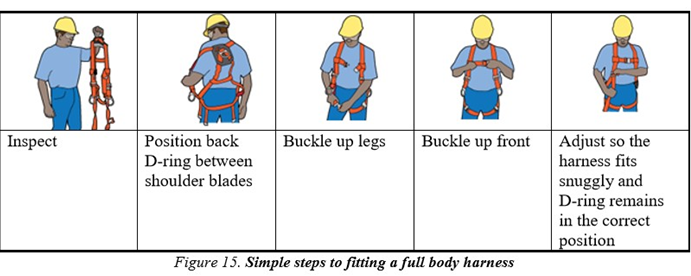 Inspect
Position back
D-ring between
shoulder blades
Buckle up legs
Buckle up front
Adjust so the
harness fits
snuggly and
D-ring remains
in the correct
position
Figure 15. Simple steps to fitting a full body harness